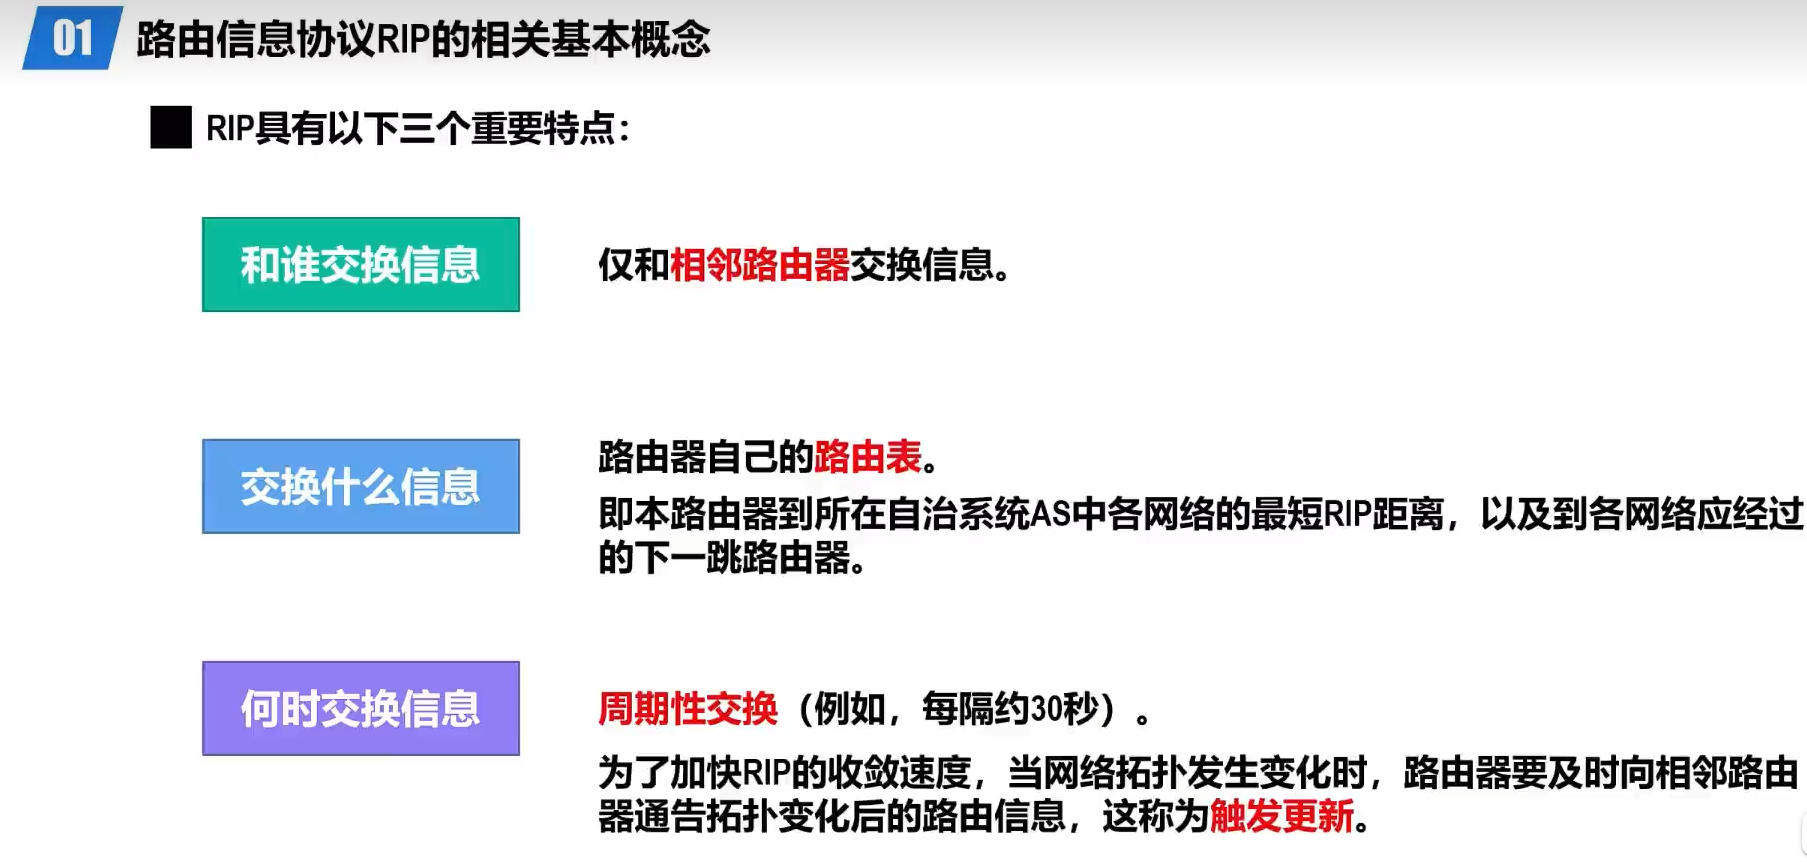 01 路由信息协议RIP的相关基本概念
RIP具有以下三个重要特点：
和谁交换信息
仅和相邻路由器交换信息。
交换什么信息
路由器自己的路由表。
即本路由器到所在自治系统AS中各网络的最短RIP距离，以及到各网络应经过
的下一跳路由器。
何时交换信息
周期性交换（例如，每隔约30秒）。
为了加快RIP的收敛速度，当网络拓扑发生变化时，路由器要及时向相邻路由
器通告拓扑变化后的路由信息，这称为触发更新。